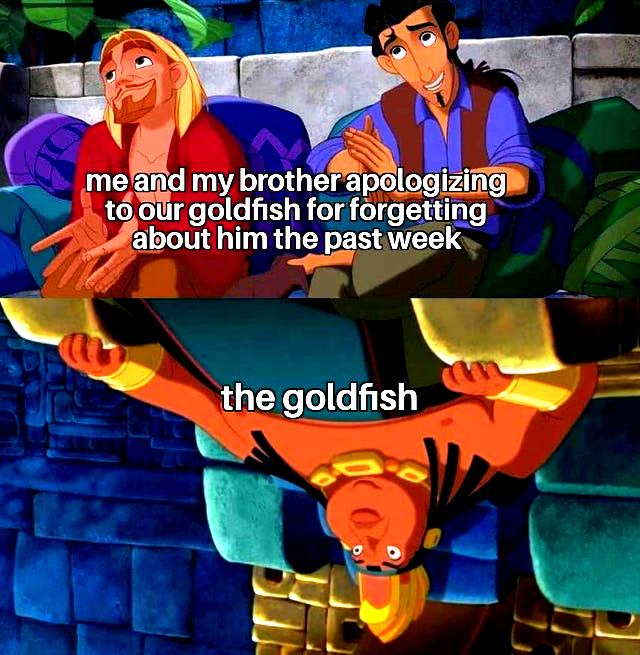 me and my brother apologizing
to our goldfish for forgetting
about him the past week
the goldfish